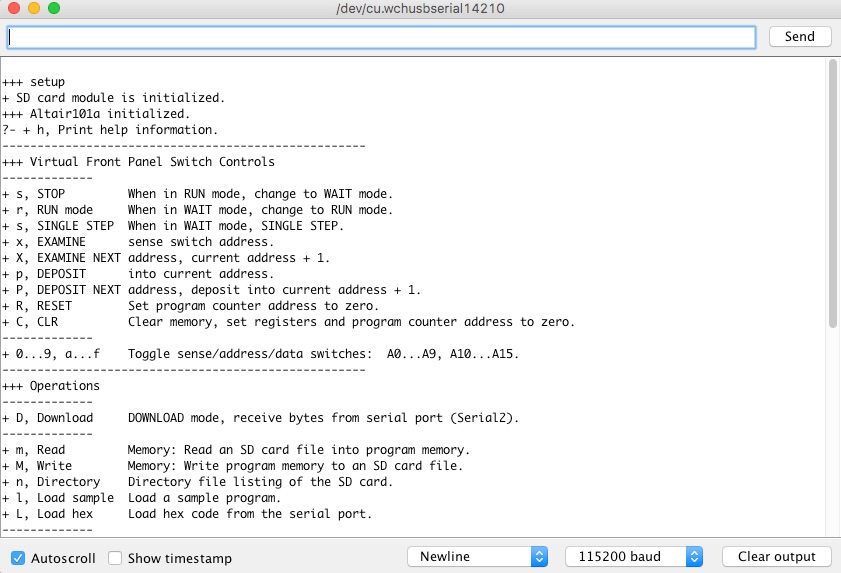 /dev/cu.wchusbserial14210
Send
+++ setup
+ SD card module is initialized.
+++ Altair101a initialized.
?- + h, Print help information.
----------------------------------------------------
+++ Virtual Front Panel Switch Controls
-------------
+ s, STOP         When in RUN mode, change to WAIT mode.
+ r, RUN mode     When in WAIT mode, change to RUN mode.
+ s, SINGLE STEP  When in WAIT mode, SINGLE STEP.
+ x, EXAMINE      sense switch address.
+ X, EXAMINE NEXT address, current address + 1.
+ p, DEPOSIT      into current address.
+ P, DEPOSIT NEXT address, deposit into current address + 1.
+ R, RESET        Set program counter address to zero.
+ C, CLR          Clear memory, set registers and program counter address to zero.
-------------
+ 0...9, a...f    Toggle sense/address/data switches:  A0...A9, A10...A15.
----------------------------------------------------
+++ Operations
-------------
+ D, Download     DOWNLOAD mode, receive bytes from serial port (Serial2).
-------------
+ m, Read         Memory: Read an SD card file into program memory.
+ M, Write        Memory: Write program memory to an SD card file.
+ n, Directory    Directory file listing of the SD card.
+ l, Load sample  Load a sample program.
+ L, Load hex     Load hex code from the serial port.
-------------
Autoscroll Show timestamp Newline 115200 baud Clear output